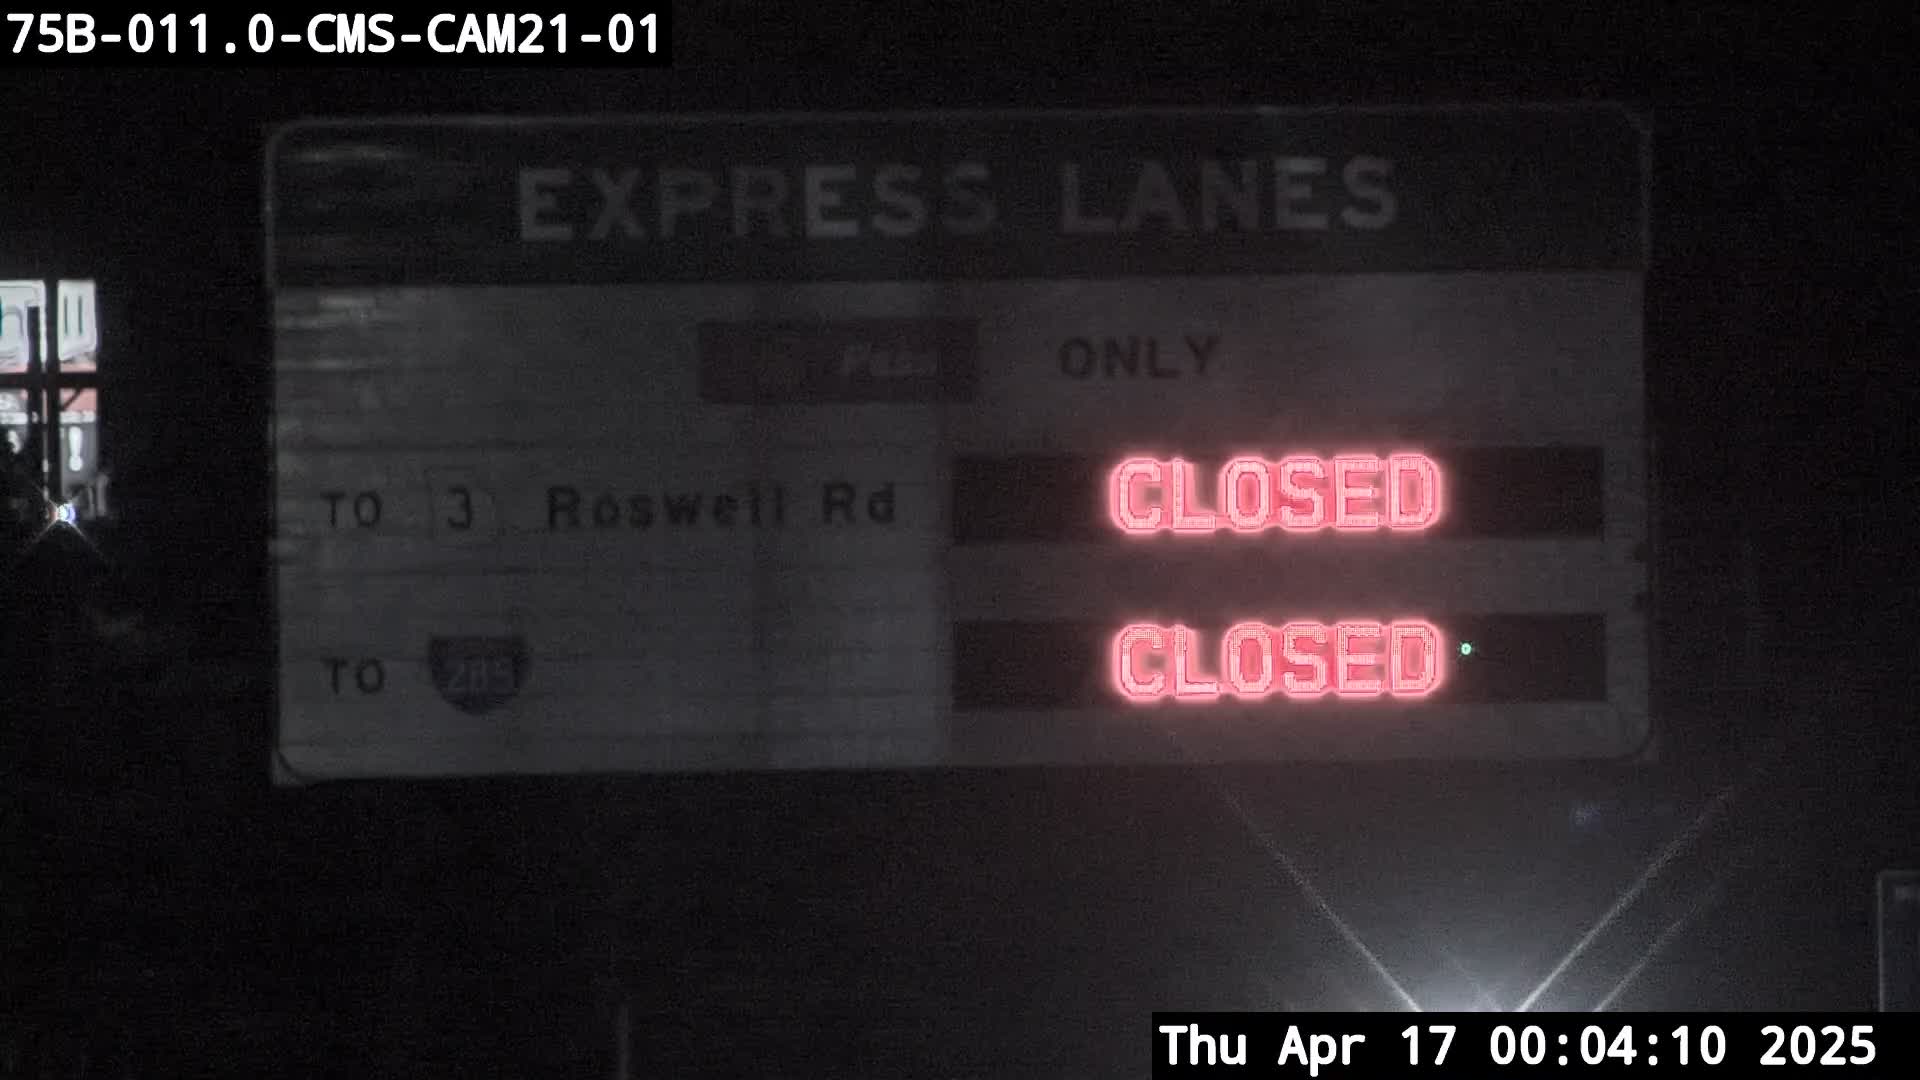 75B-011.0-CMS-CAM21-01
EXPRESS LANES
ONLY
TO 3 Roswell Rd CLOSED
TO 285 CLOSED
Thu Apr 17 00:04:10 2025